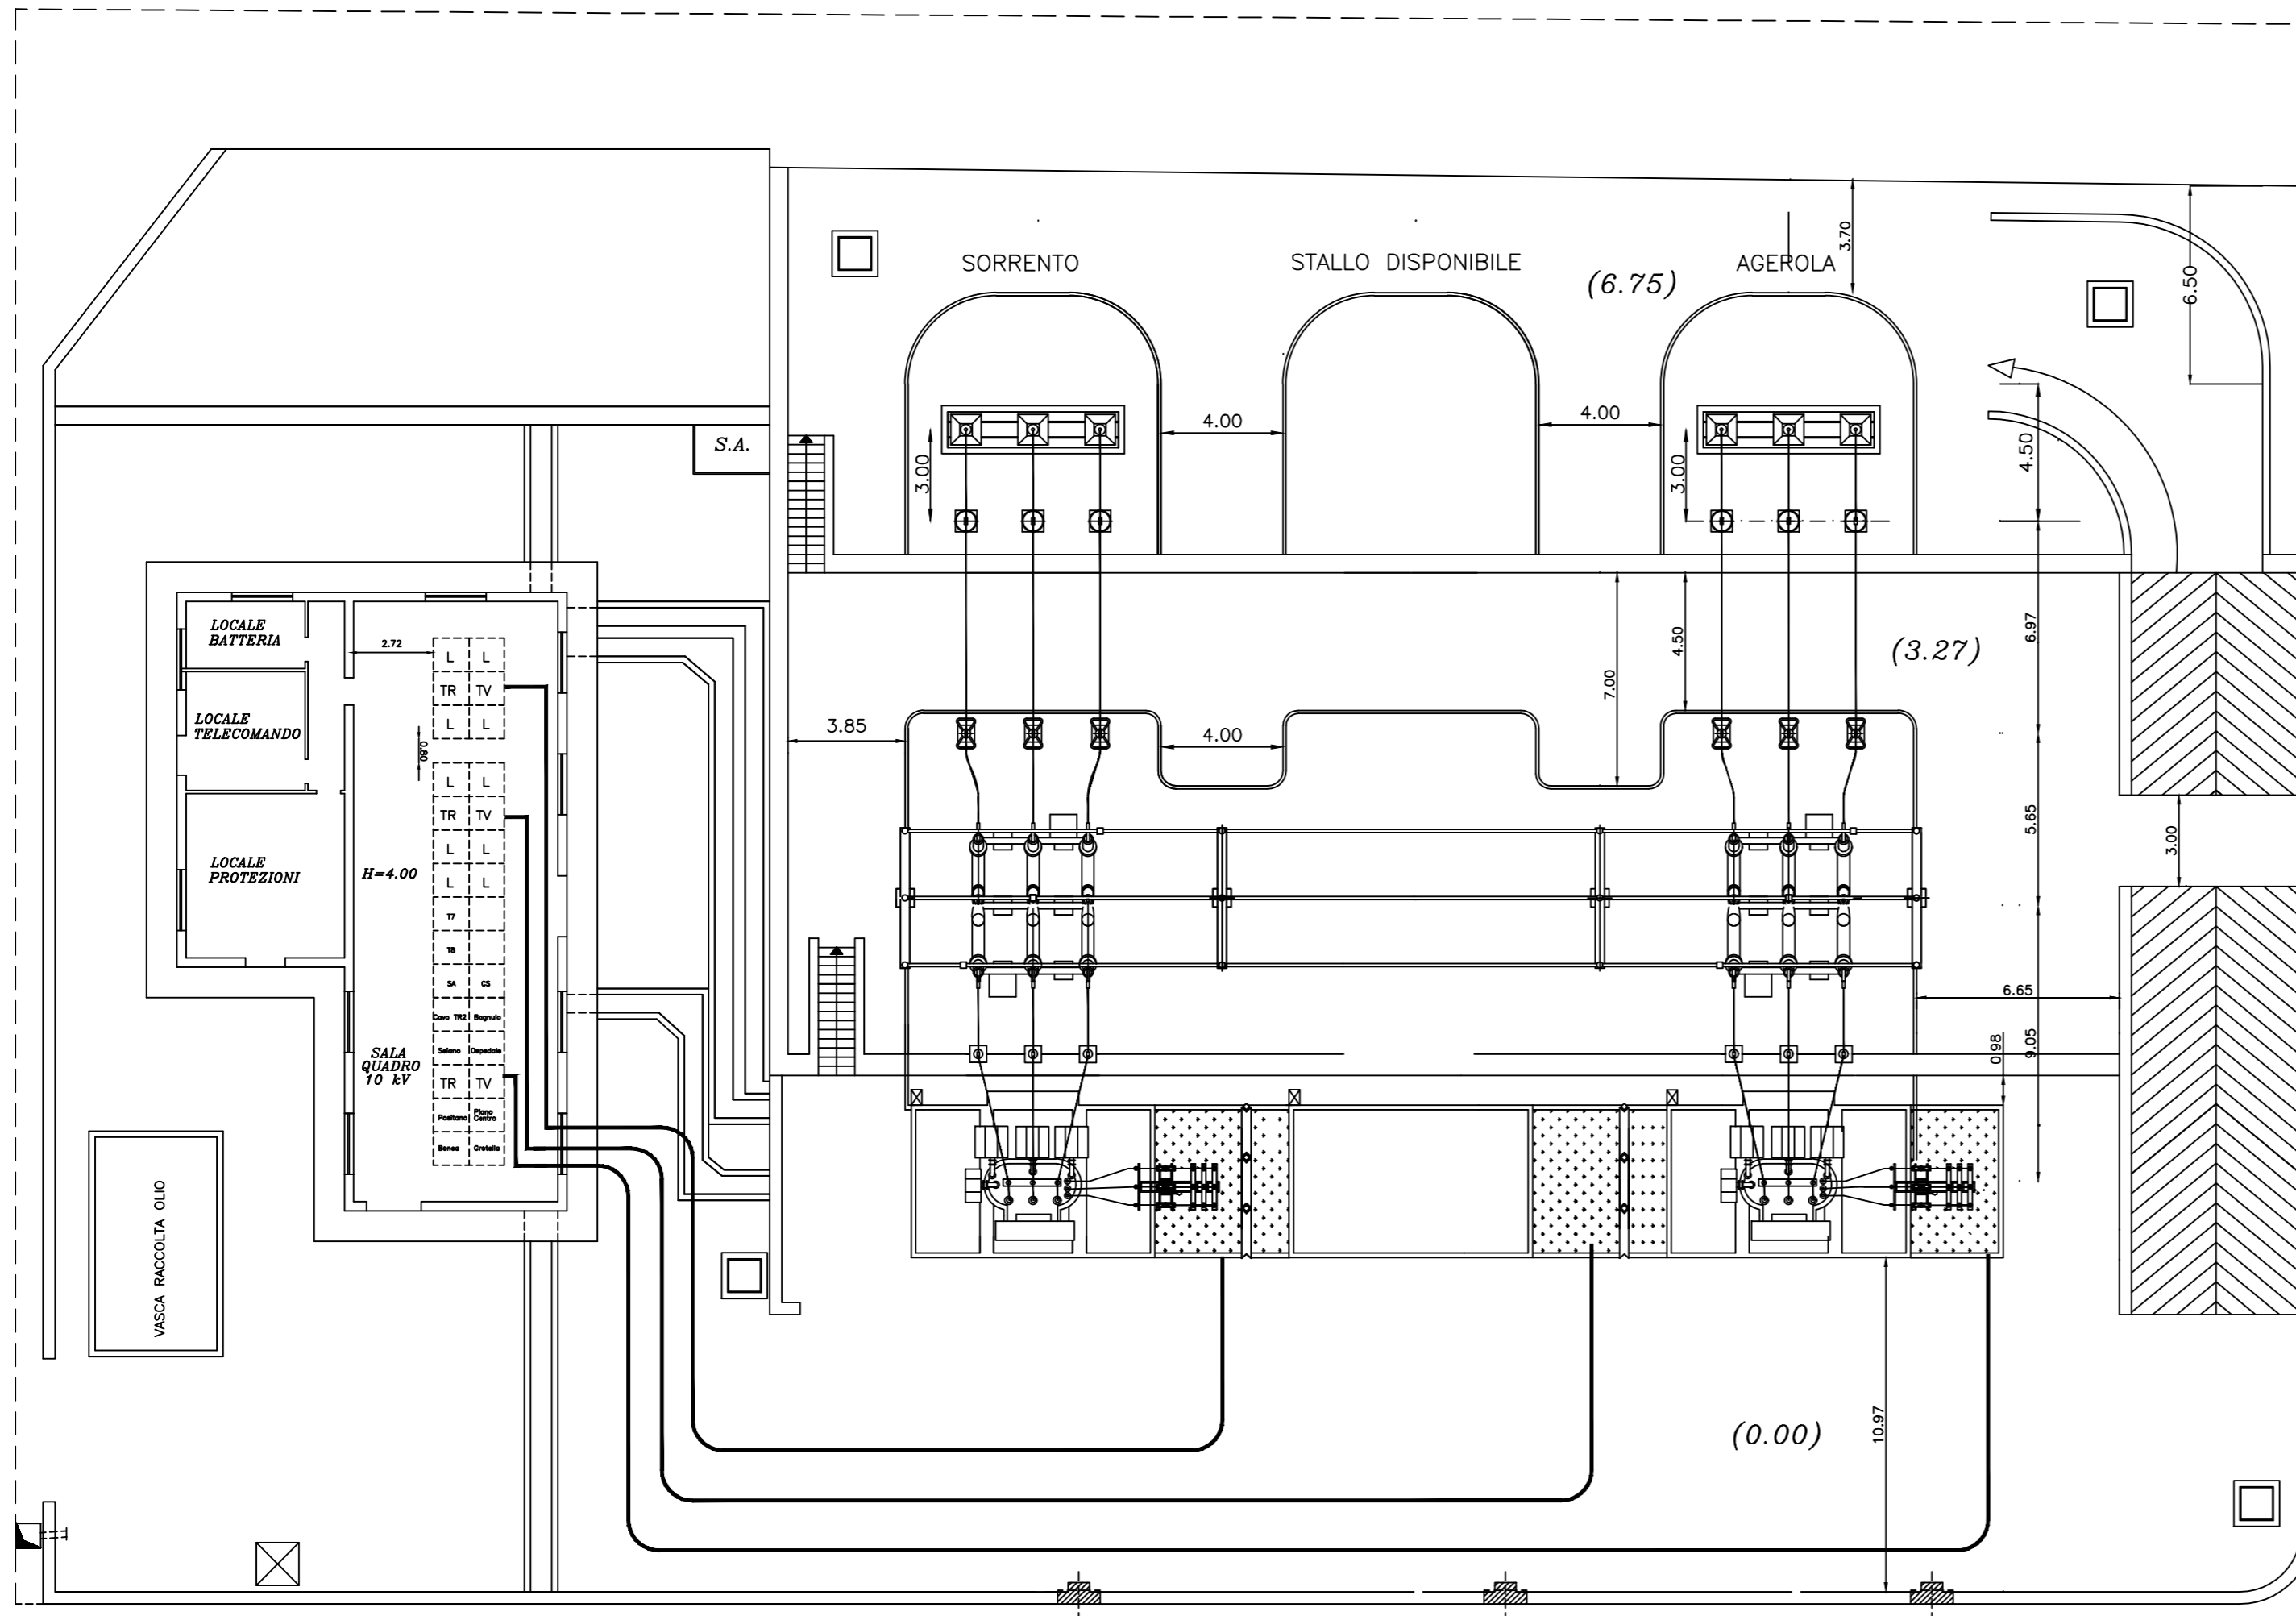 SORRENTO
STALLO DISPONIBILE
AGEROLA
(6.75)
3.70
6.50
S.A.
3.00
4.00
4.00
3.00
4.50
LOCALE
BATTERIA
2.72
L L
TR TV
L L
LOCALE
TELECOMANDO
0.80
L L
TR TV
L L
L L
LOCALE
PROTEZIONI
H=4.00
T7
T8
SA CS
Cavo TR2 Bagnulo
Seiano Ospedale
TR TV
Positano Piano
Centro
Bonea Grotella
SALA
QUADRO
10 kV
VASCA RACCOLTA OLIO
3.85
4.00
7.00
4.50
(3.27)
6.97
5.65
3.00
6.65
0.98
9.05
(0.00)
10.97